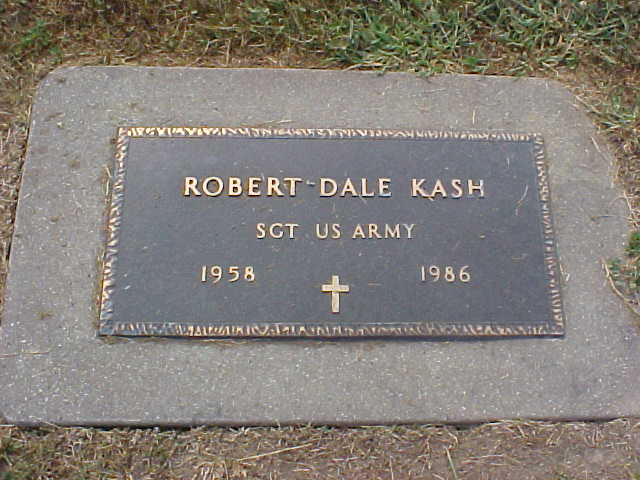 ROBERT DALE KASH
SGT US ARMY
1958 1986